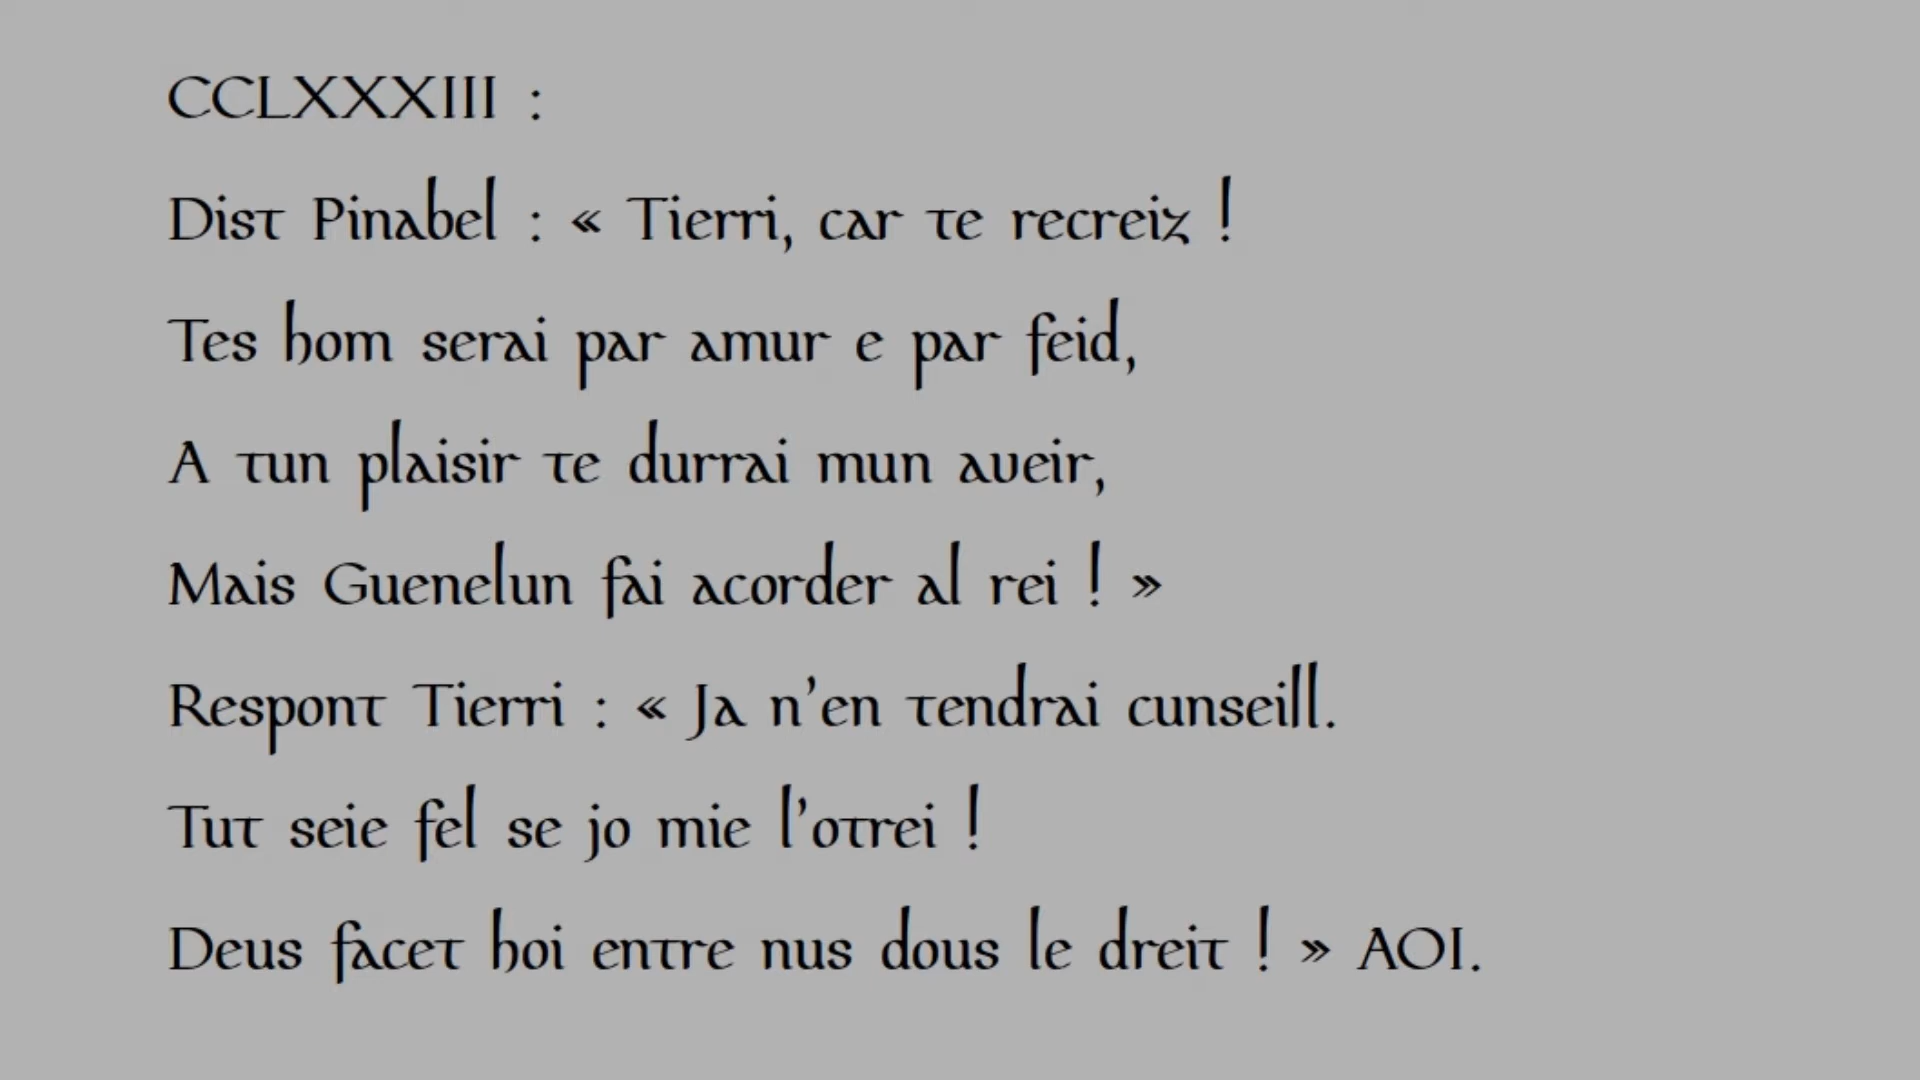 CCLXXXIII :
Dist Pinabel : « Tierri, car te recreiz !
Tes hom serai par amur e par feid,
A tun plaisir te durrai mun aveir,
Mais Guenelun fai acorder al rei ! »
Respont Tierri : « Ja n’en tendrai cunseill.
Tut seie fel se jo mie l’otrei !
Deus facet hoi entre nus dous le dreit ! » AOI.